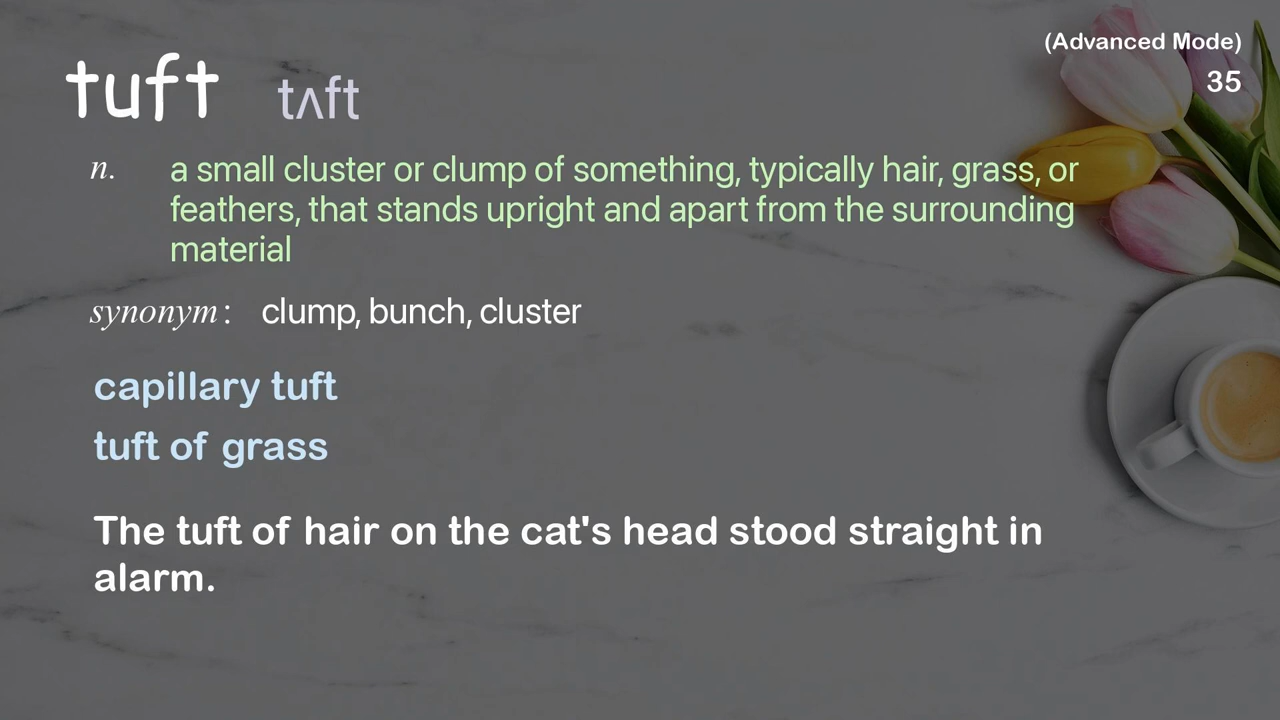 (Advanced Mode)
35
tuft tʌft
n. a small cluster or clump of something, typically hair, grass, or
feathers, that stands upright and apart from the surrounding
material
synonym: clump, bunch, cluster
capillary tuft
tuft of grass
The tuft of hair on the cat's head stood straight in
alarm.